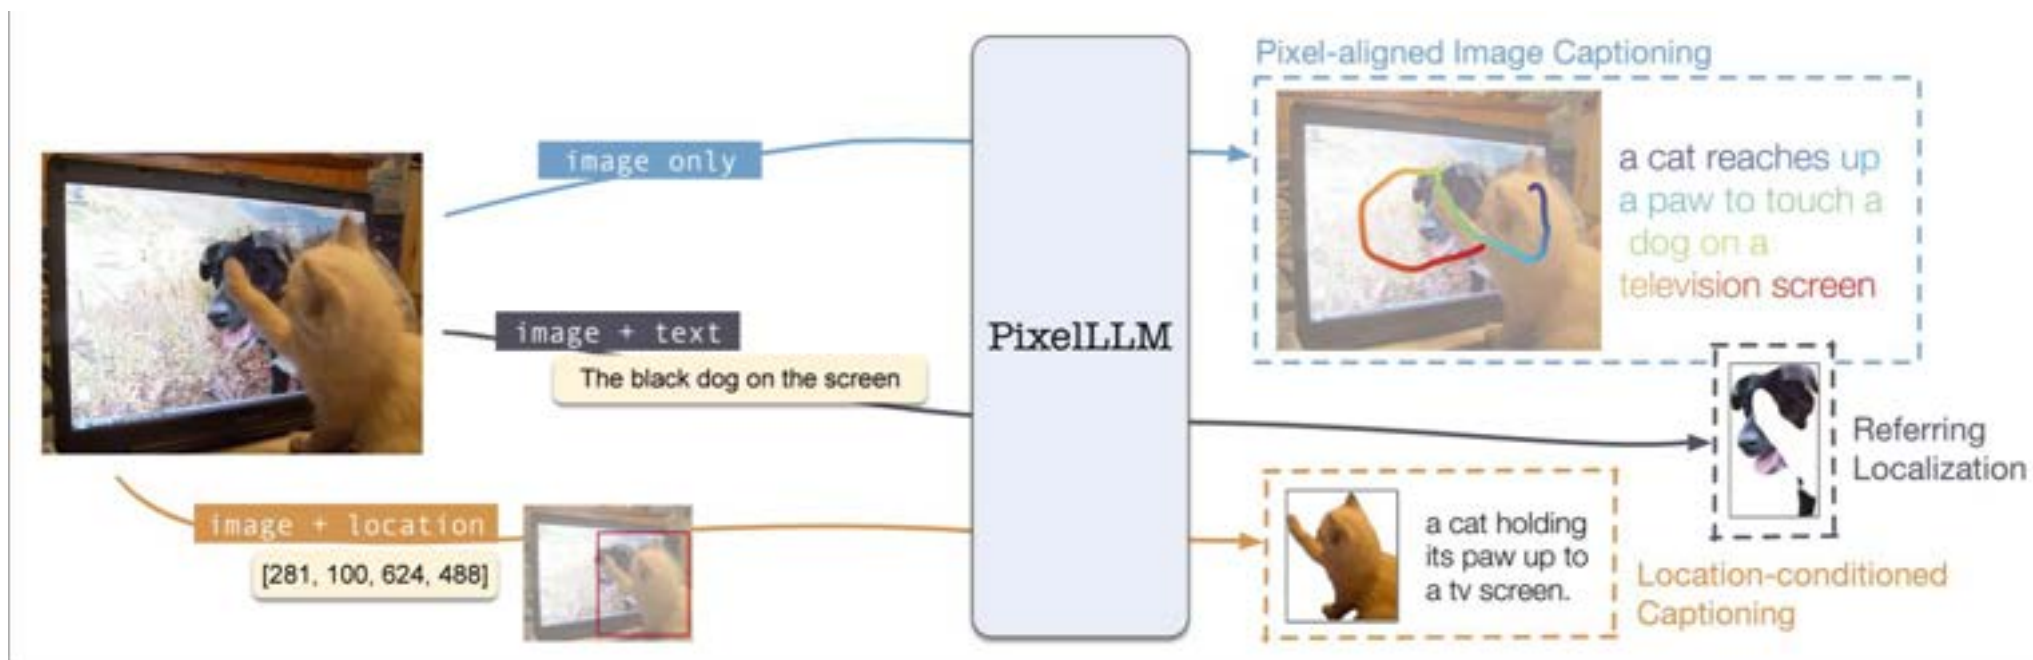 Pixel-aligned Image Captioning
image only
a cat reaches up
a paw to touch a
dog on a
television screen
image + text
The black dog on the screen
PixelLLM
Referring
Localization
image + location
[281, 100, 624, 488]
a cat holding
its paw up to
a tv screen.
Location-conditioned
Captioning